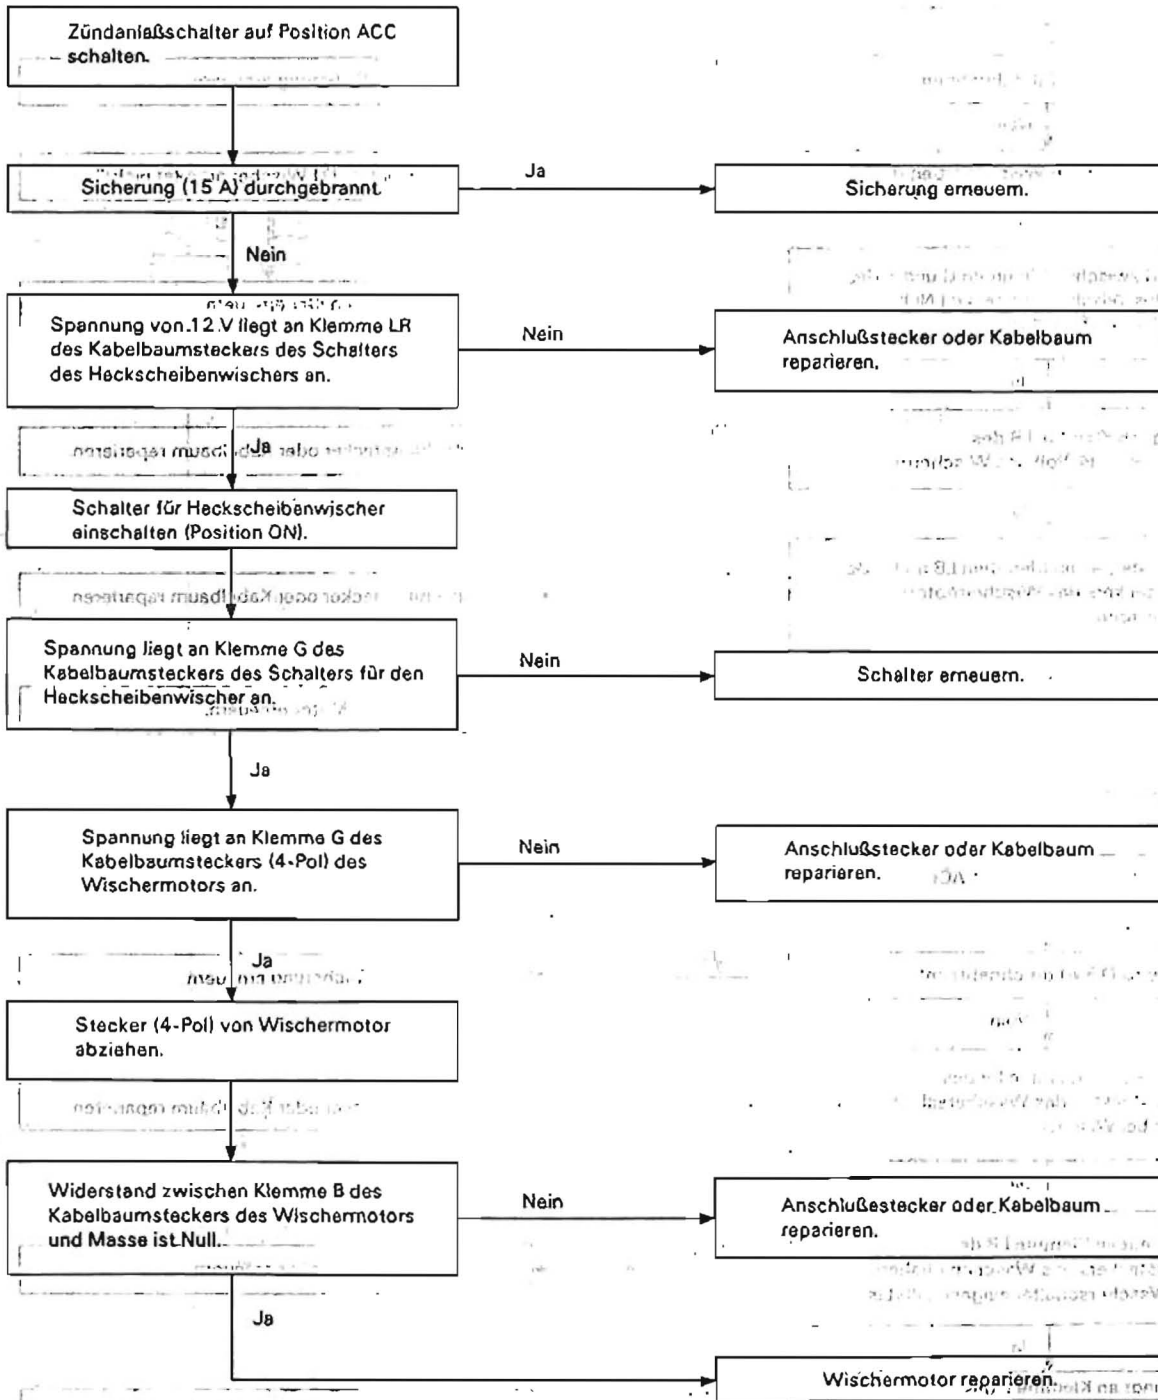 Zündanlaßschalter auf Position ACC
schalten.
Sicherung (15 A) durchgebrannt.
Ja
Sicherung erneuern.
Nein
Spannung von 12 V liegt an Klemme LR
des Kabelbaumsteckers des Schalters
des Heckscheibenwischers an.
Nein
Anschlußstecker oder Kabelbaum
reparieren.
Ja
Schalter für Heckscheibenwischer
einschalten (Position ON).
Spannung liegt an Klemme G des
Kabelbaumsteckers des Schalters für den
Heckscheibenwischer an.
Nein
Schalter erneuern.
Ja
Spannung liegt an Klemme G des
Kabelbaumsteckers (4-Pol) des
Wischermotors an.
Nein
Anschlußstecker oder Kabelbaum
reparieren.
Ja
Stecker (4-Pol) von Wischermotor
abziehen.
Widerstand zwischen Klemme B des
Kabelbaumsteckers des Wischermotors
und Masse ist Null.
Nein
Anschlußestecker oder Kabelbaum
reparieren.
Ja
Wischermotor reparieren.